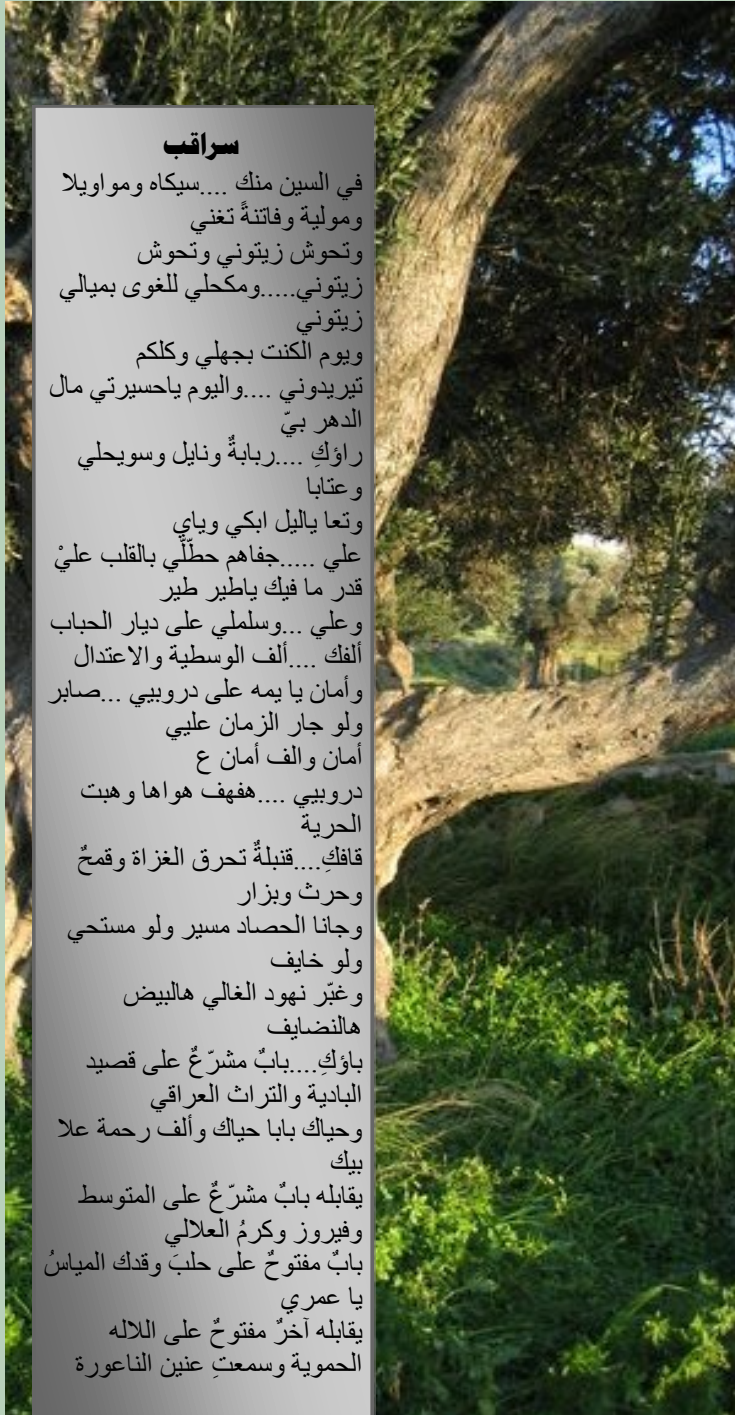 سراقب
في السين منك ....سيكاه ومواويلا
ومولية وفاتنةً تغني
وتحوش زيتوني وتحوش
زيتوني.....ومكحلي للغوى بميالي
زيتوني
ويوم الكنت بجهلي وكلكم
تيريدوني ....واليوم ياحسيرتي مال
الدهر بيّ
راؤكِ ....ربابةٌ ونايل وسويحلي
وعتابا
وتعا ياليل ابكي وياي
علي .....جفاهم حطّلّي بالقلب عليْ
قدر ما فيك ياطير طير
وعلي ...وسلملي على ديار الحباب
ألفك ....ألف الوسطية والاعتدال
وأمان يا يمه على دروبيي ...صابر
ولو جار الزمان عليي
أمان والف أمان ع
دروبيي ....هفهف هواها وهبت
الحرية
قافكِ....قنبلةٌ تحرق الغزاة وقمحٌ
وحرث وبزار
وجانا الحصاد مسير ولو مستحي
ولو خايف
وغبّر نهود الغالي هالبيض
هالنضايف
باؤكِ....بابٌ مشرّعٌ على قصيد
البادية والتراث العراقي
وحياك بابا حياك وألف رحمة علا
بيك
يقابله بابٌ مشرّعٌ على المتوسط
وفيروز وكرمُ العلالي
بابٌ مفتوحٌ على حلبَ وقدك المياسُ
يا عمري
يقابله آخرٌ مفتوحٌ على اللاله
الحموية وسمعتِ عنين الناعورة